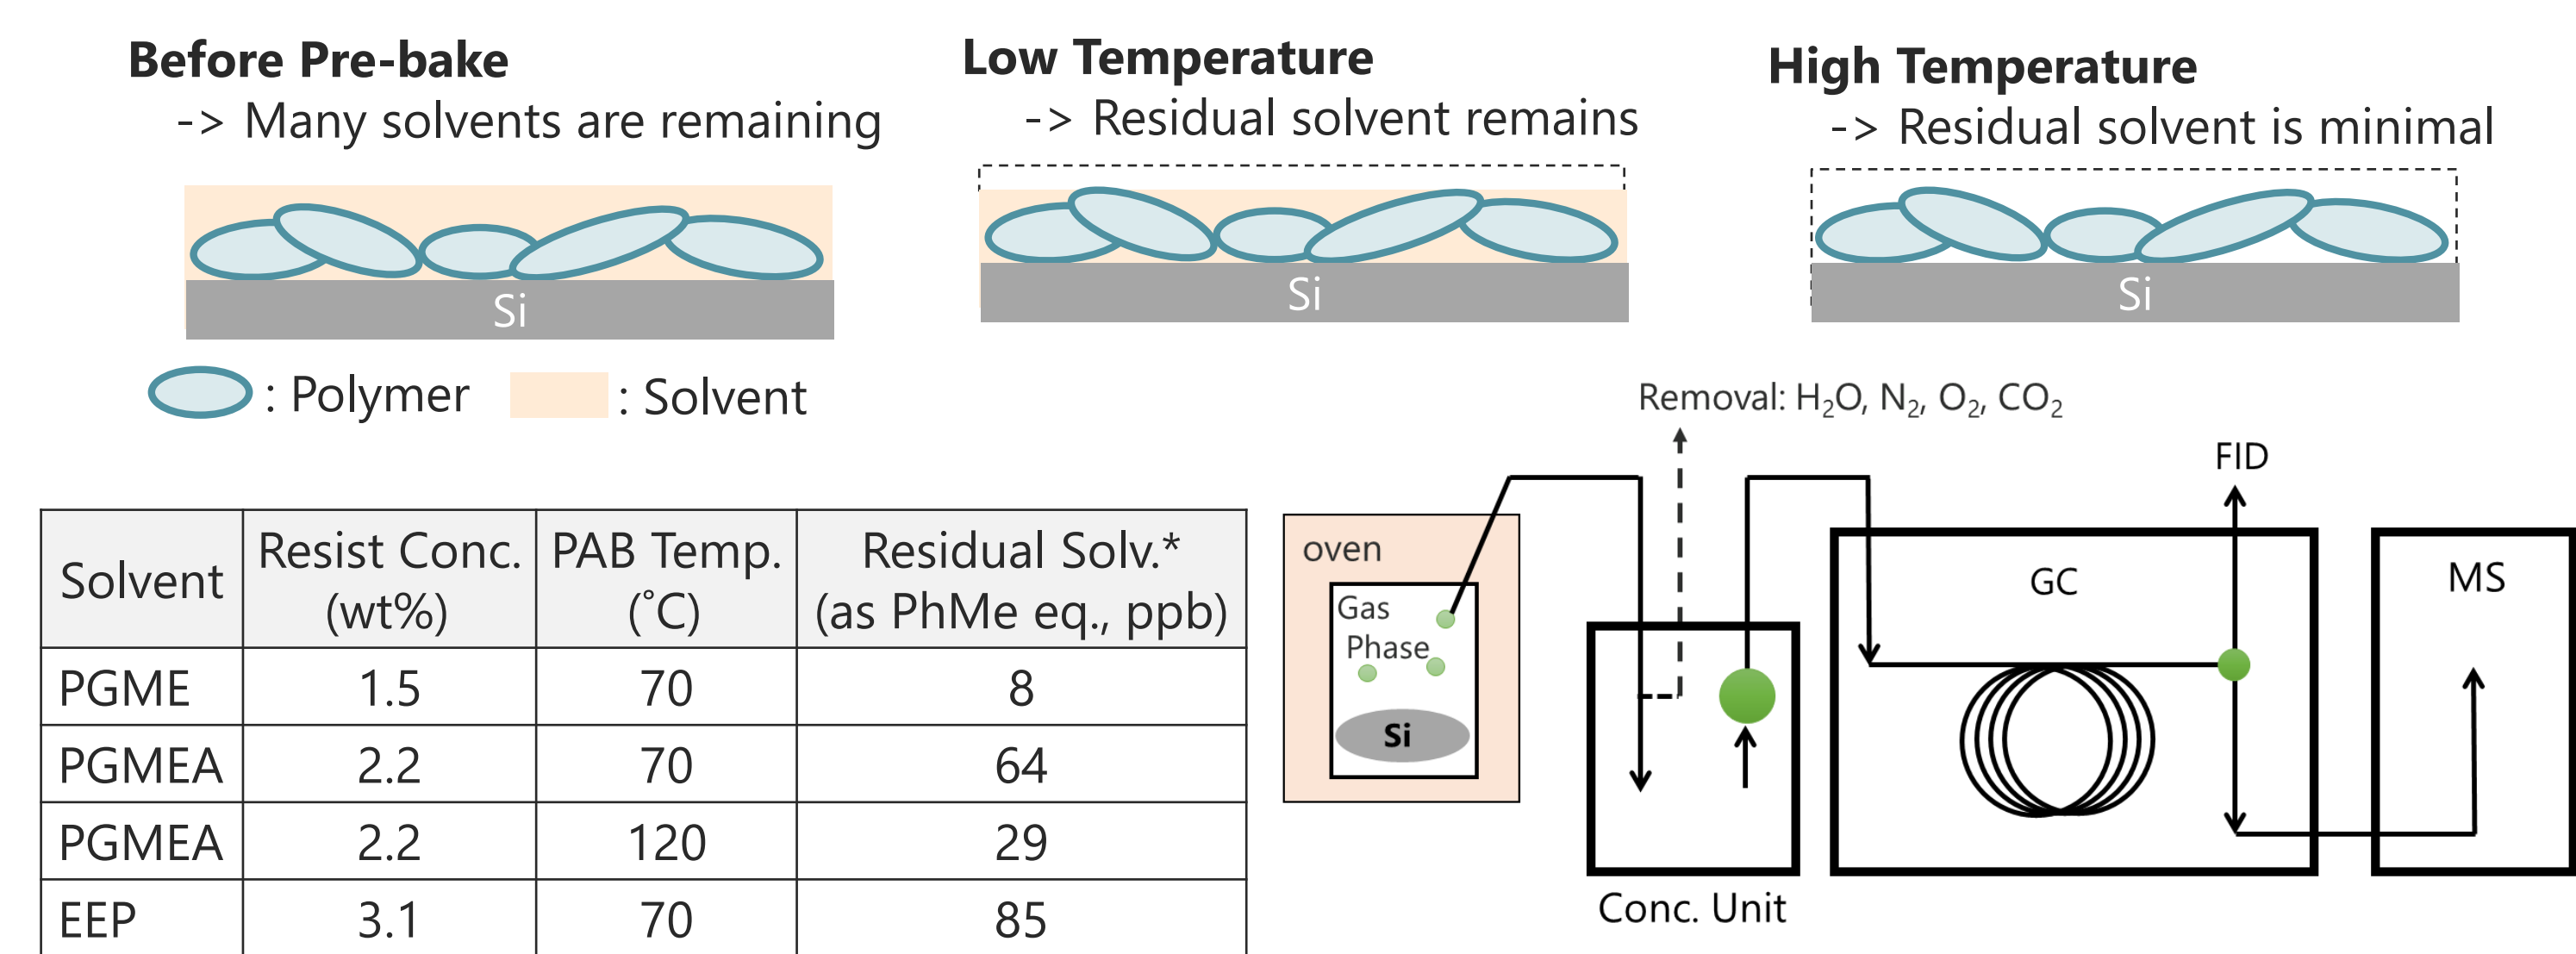 Before Pre-bake
-> Many solvents are remaining
Low Temperature
-> Residual solvent remains
High Temperature
-> Residual solvent is minimal
Si
Si
Si
: Polymer
: Solvent
Solvent
Resist Conc.
(wt%)
PAB Temp.
(˚C)
Residual Solv.*
(as PhMe eq., ppb)
PGME 1.5 70 8
PGMEA 2.2 70 64
PGMEA 2.2 120 29
EEP 3.1 70 85
Removal: H₂O, N₂, O₂, CO₂
oven
Gas
Phase
Si
Conc. Unit
GC
FID
MS